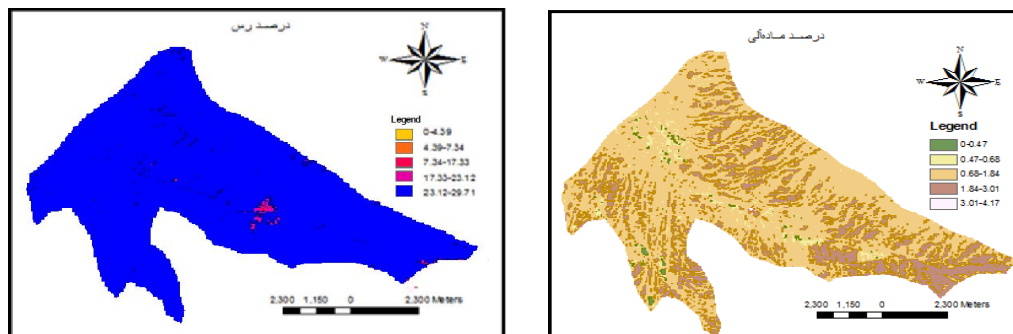 درصد رس
N
W
E
S
Legend
0-4.39
4.39-7.34
7.34-17.33
17.33-23.12
23.12-29.71
2,300 1,150 0 2,300 Meters
درصد مادهآلی
N
W
E
S
Legend
0-0.47
0.47-0.68
0.68-1.84
1.84-3.01
3.01-4.17
2,300 1,150 0 2,300 Meters